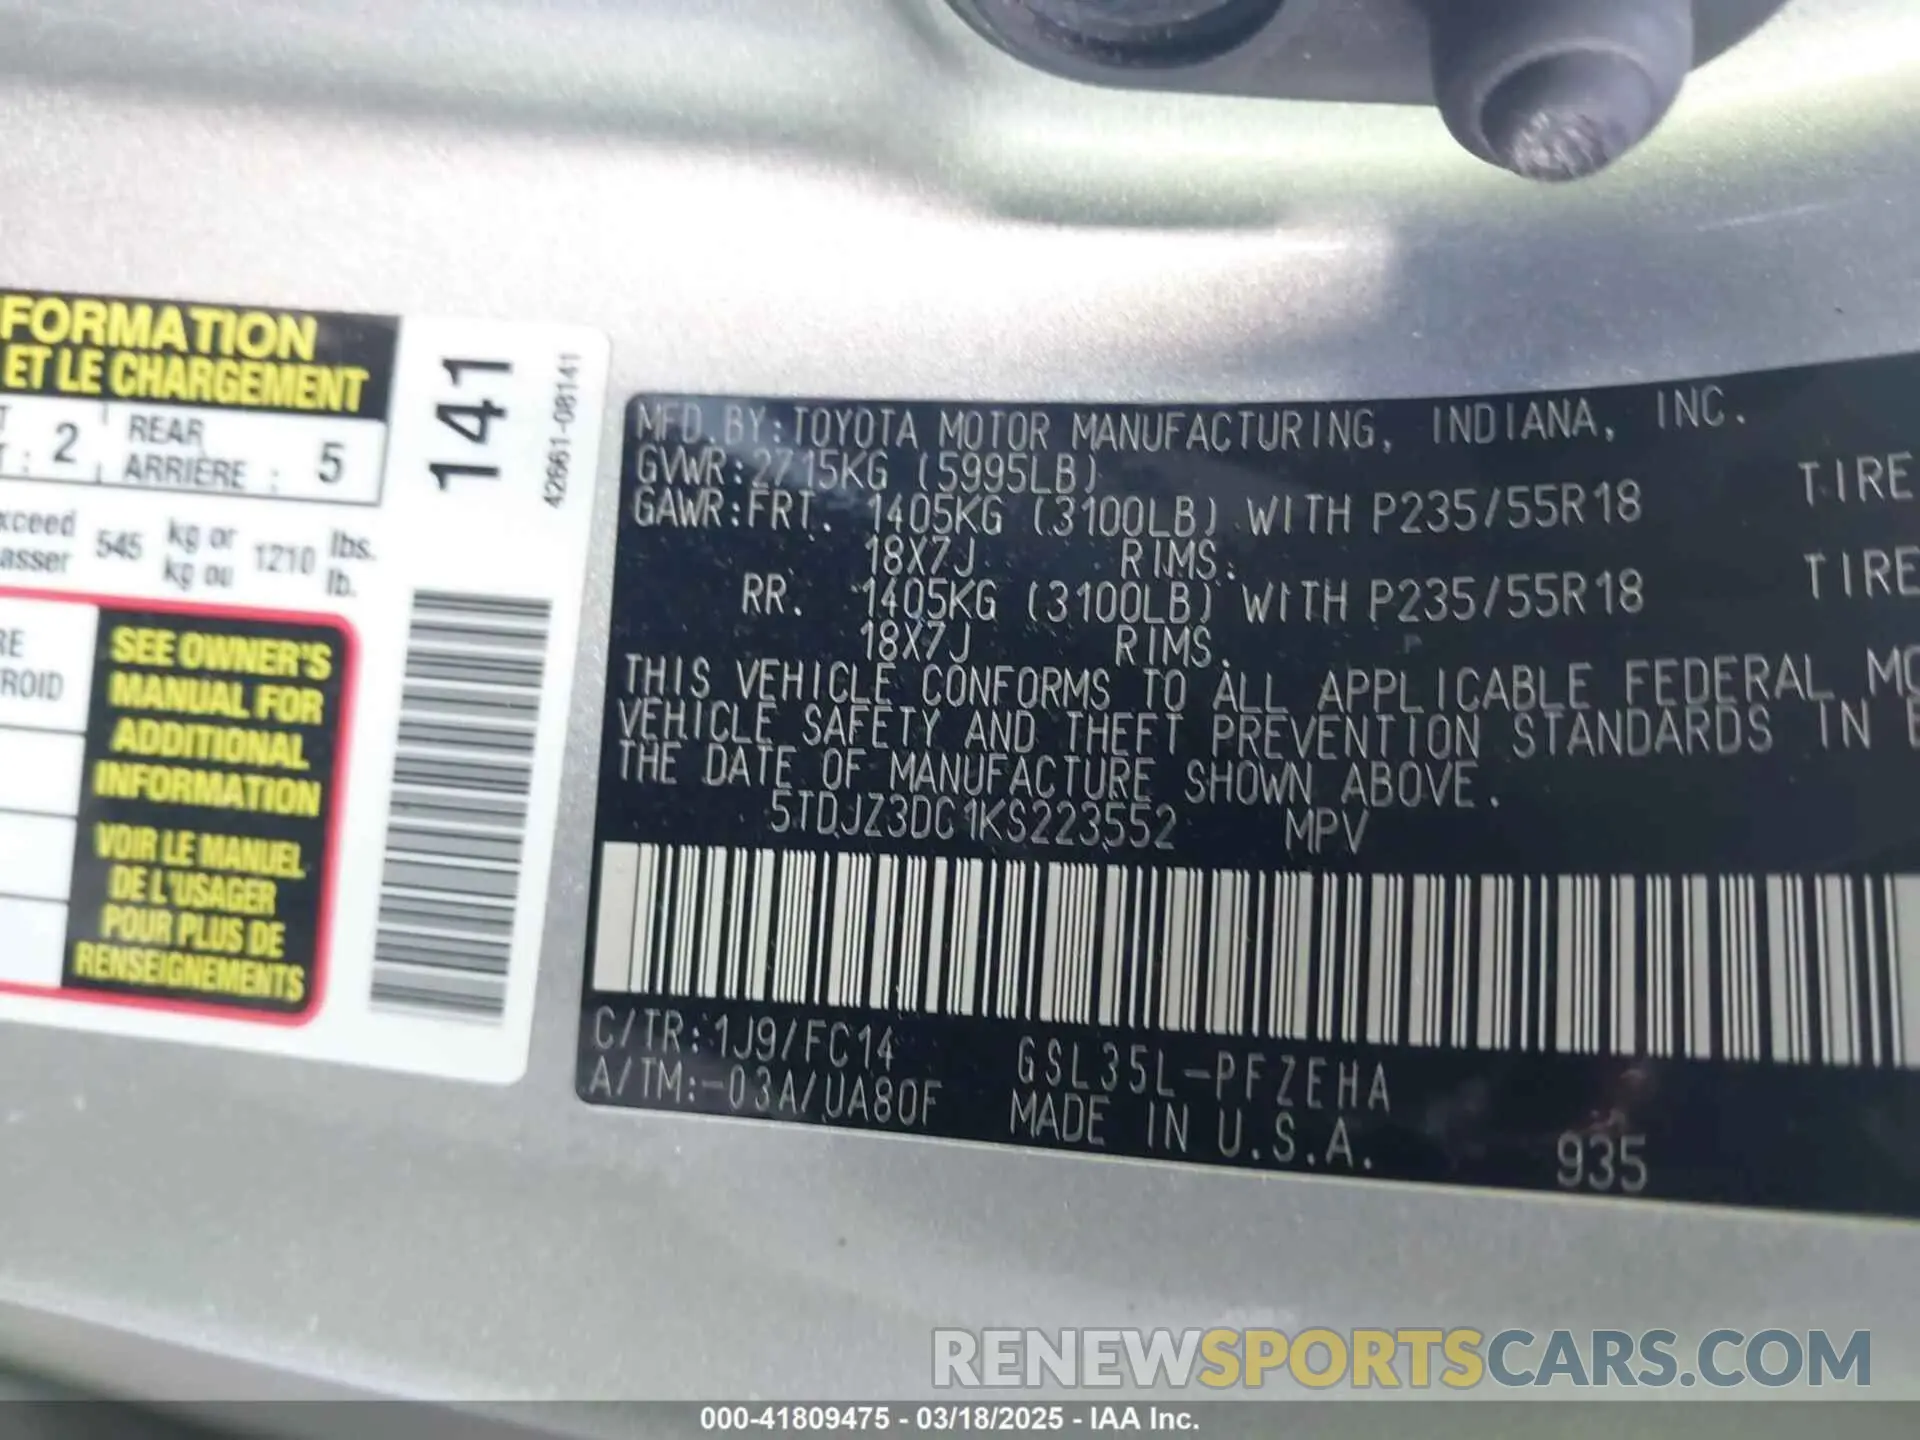 FORMATION
ET LE CHARGEMENT
2
REAR
ARRIÈRE : 5
545 kg or 1210 lbs.
asser kg ou lb.
ROID
SEE OWNER'S
MANUAL FOR
ADDITIONAL
INFORMATION
VOIR LE MANUEL
DE L'USAGER
POUR PLUS DE
RENSEIGNEMENTS
141
42661-08141
MFD.BY:TOYOTA MOTOR MANUFACTURING, INDIANA, INC.
GVWR:2715KG (5995LB)
GAWR:FRT. 1405KG (3100LB) WITH P235/55R18 TIRE
18X7J RIMS.
RR. 1405KG (3100LB) WITH P235/55R18 TIRE
18X7J RIMS.
THIS VEHICLE CONFORMS TO ALL APPLICABLE FEDERAL MO
VEHICLE SAFETY AND THEFT PREVENTION STANDARDS IN E
THE DATE OF MANUFACTURE SHOWN ABOVE.
5TDJZ3DC1KS223552 MPV
C/TR:1J9/FC14 GSL35L-PFZEHA
A/TM:-03A/UA80F MADE IN U.S.A. 935
RENEWSPORTSCARS.COM
000-41809475 - 03/18/2025 - IAA Inc.